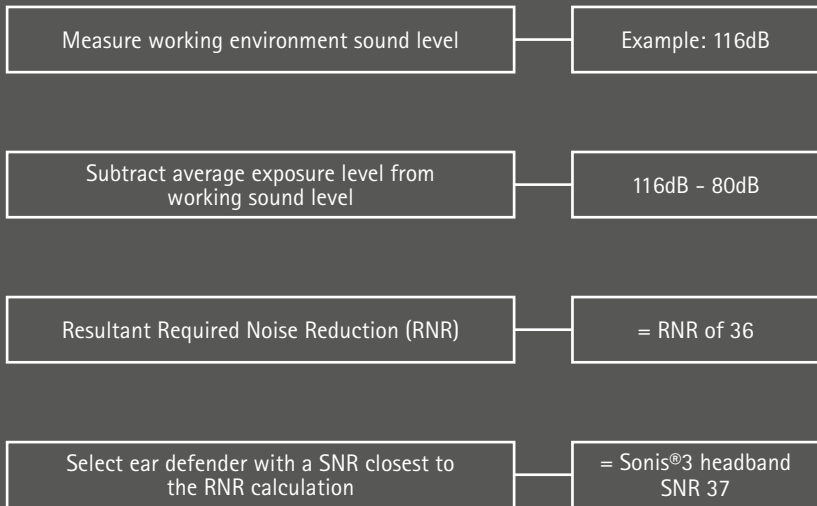 Measure working environment sound level
Example: 116dB
Subtract average exposure level from
working sound level
116dB - 80dB
Resultant Required Noise Reduction (RNR)
= RNR of 36
Select ear defender with a SNR closest to
the RNR calculation
= Sonis®3 headband
SNR 37